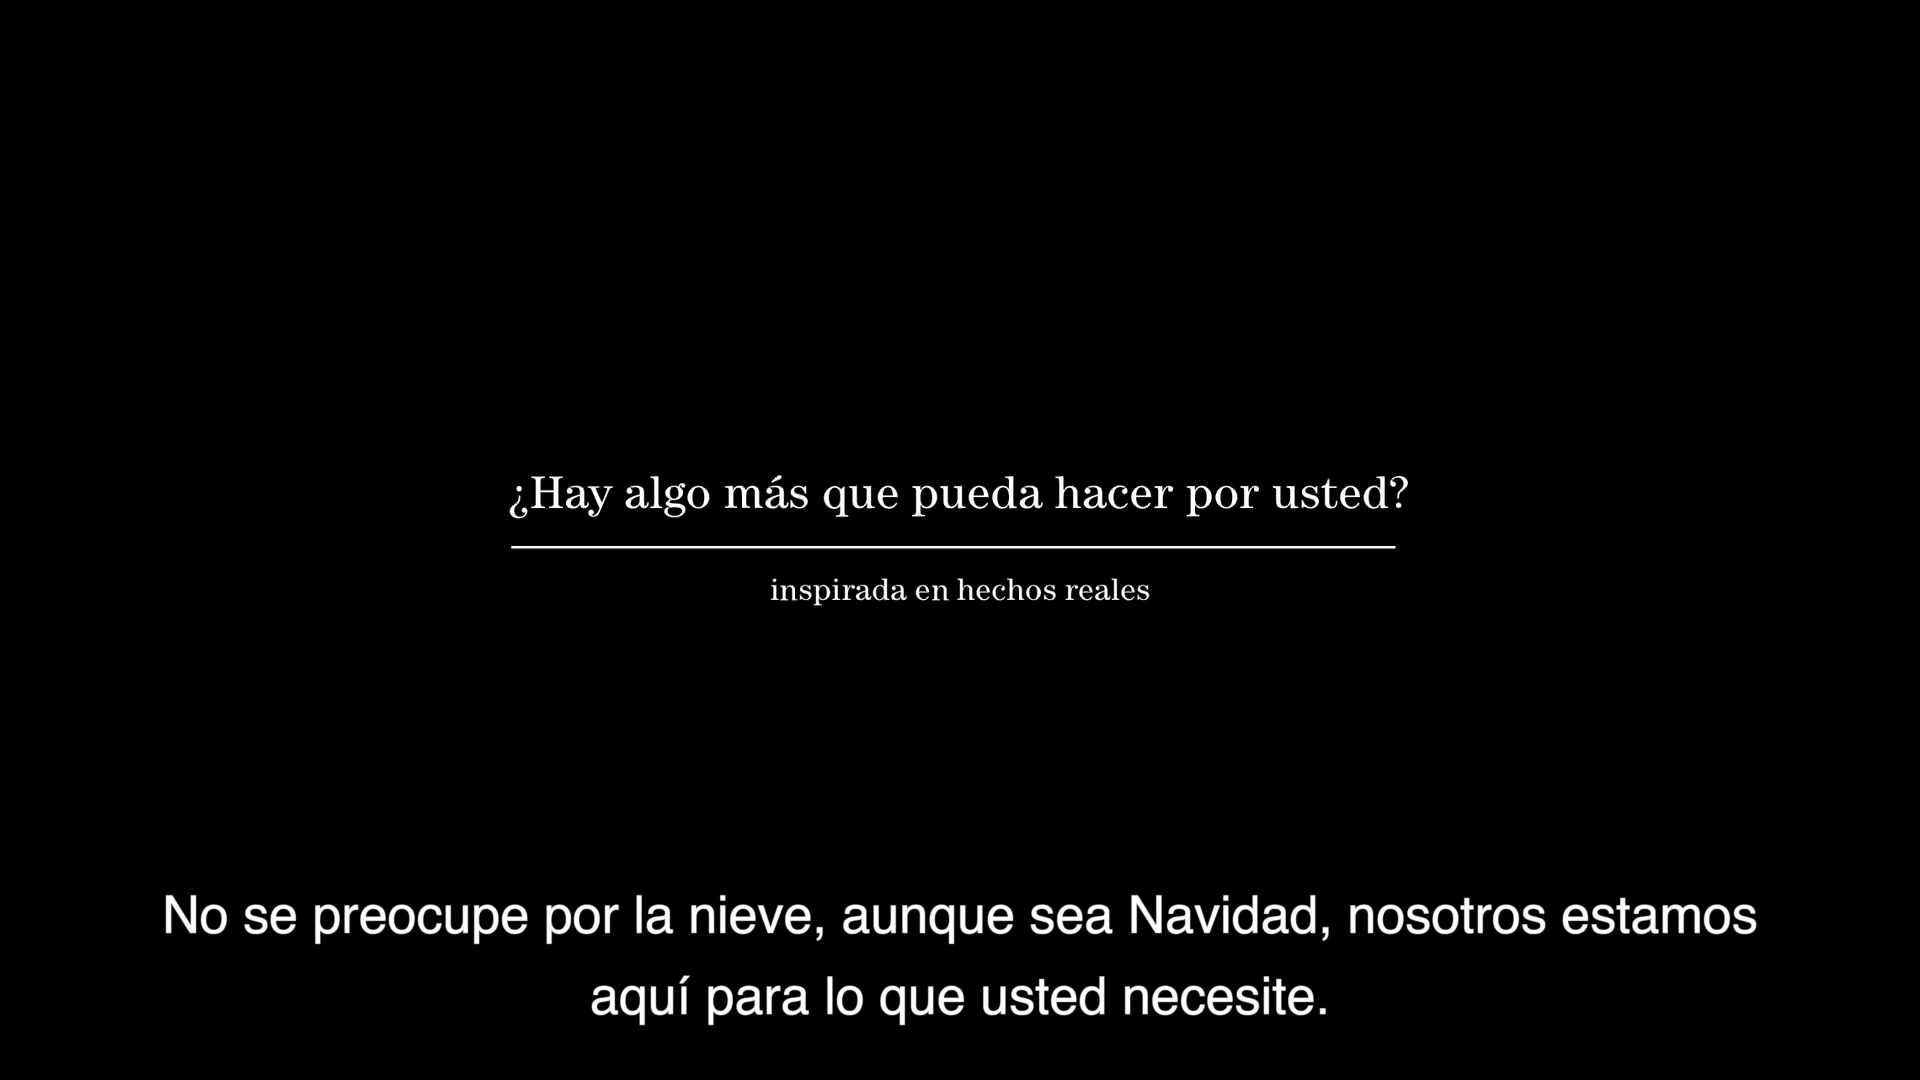 ¿Hay algo más que pueda hacer por usted?
inspirada en hechos reales
No se preocupe por la nieve, aunque sea Navidad, nosotros estamos
aquí para lo que usted necesite.